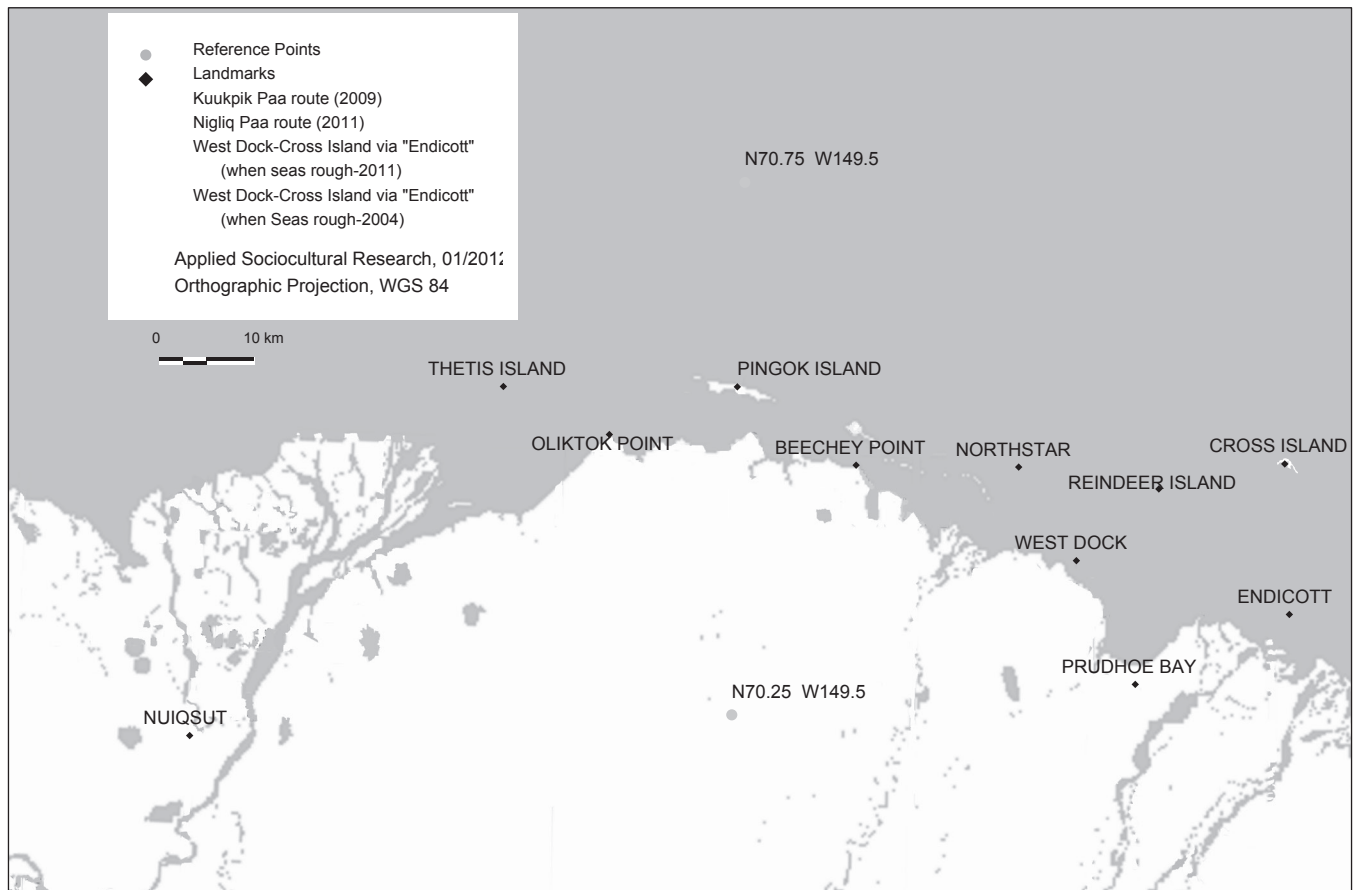 Reference Points
Landmarks
Kuukpik Paa route (2009)
Nigliq Paa route (2011)
West Dock-Cross Island via "Endicott"
(when seas rough-2011)
West Dock-Cross Island via "Endicott"
(when Seas rough-2004)
Applied Sociocultural Research, 01/2012
Orthographic Projection, WGS 84
0 10 km
N70.75 W149.5
THETIS ISLAND
PINGOK ISLAND
OLIKTOK POINT
BEECHEY POINT
NORTHSTAR
CROSS ISLAND
REINDEER ISLAND
WEST DOCK
ENDICOTT
PRUDHOE BAY
N70.25 W149.5
NUIQSUT